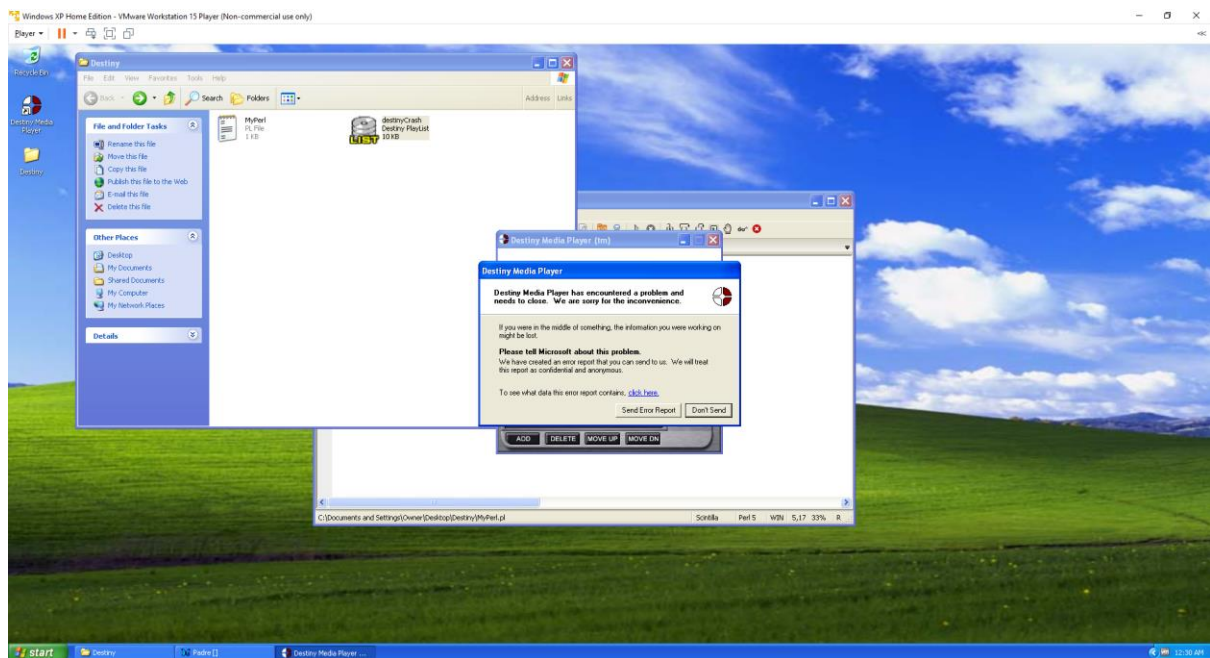 Windows XP Home Edition - VMware Workstation 15 Player (Non-commercial use only)
Player
Recycle Bin
Destiny Media
Player
Destiny
Destiny
File Edit View Favorites Tools Help
Back Search Folders Address Links
File and Folder Tasks
Rename this file
Move this file
Copy this file
Publish this file to the Web
E-mail this file
Delete this file
Other Places
Desktop
My Documents
Shared Documents
My Computer
My Network Places
Details
MyPerl
PL File
1 KB
destinyCrash
Destiny PlayList
10 KB
LIST
Destiny Media Player (tm)
Destiny Media Player
Destiny Media Player has encountered a problem and
needs to close. We are sorry for the inconvenience.
If you were in the middle of something, the information you were working on
might be lost.
Please tell Microsoft about this problem.
We have created an error report that you can send to us. We will treat
this report as confidential and anonymous.
To see what data this error report contains, click here.
Send Error Report Don't Send
ADD DELETE MOVE UP MOVE DN
C:\Documents and Settings\Owner\Desktop\Destiny\MyPerl.pl Scintilla Perl 5 WIN 5,17 33% R
start Destiny Padre [] Destiny Media Player ... 12:30 AM